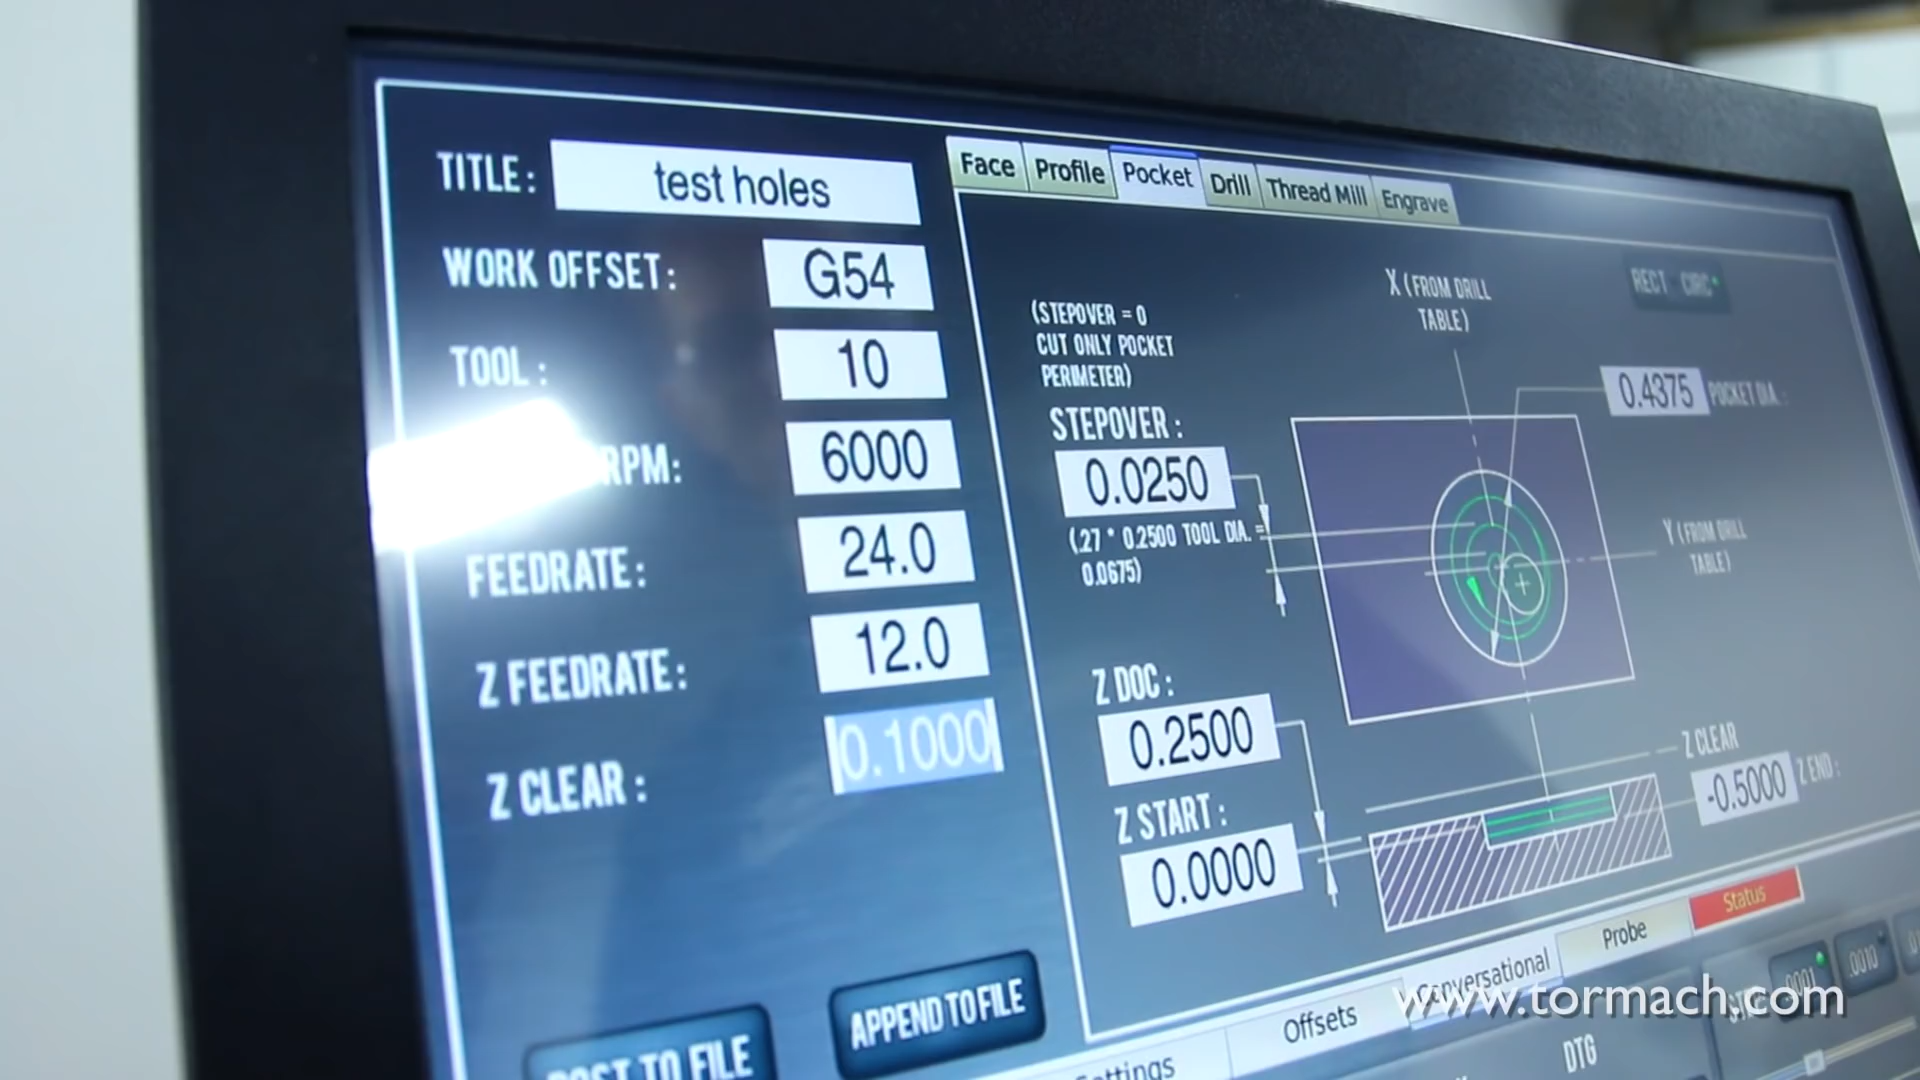 TITLE: test holes
WORK OFFSET: G54
TOOL: 10
RPM: 6000
FEEDRATE: 24.0
Z FEEDRATE: 12.0
Z CLEAR: 0.1000
POST TO FILE
APPEND TO FILE
Face Profile Pocket Drill Thread Mill Engrave
RECT CIRC
X (FROM DRILL
TABLE)
(STEPOVER = 0
CUT ONLY POCKET
PERIMETER)
STEPOVER:
0.0250
(.27 * 0.2500 TOOL DIA. =
0.0675)
0.4375 POCKET DIA.:
Y (FROM DRILL
TABLE)
Z DOC:
0.2500
Z START:
0.0000
Z CLEAR
-0.5000 Z END:
Settings Offsets Conversational Probe Status
DTG
.0001 .0010
www.tormach.com